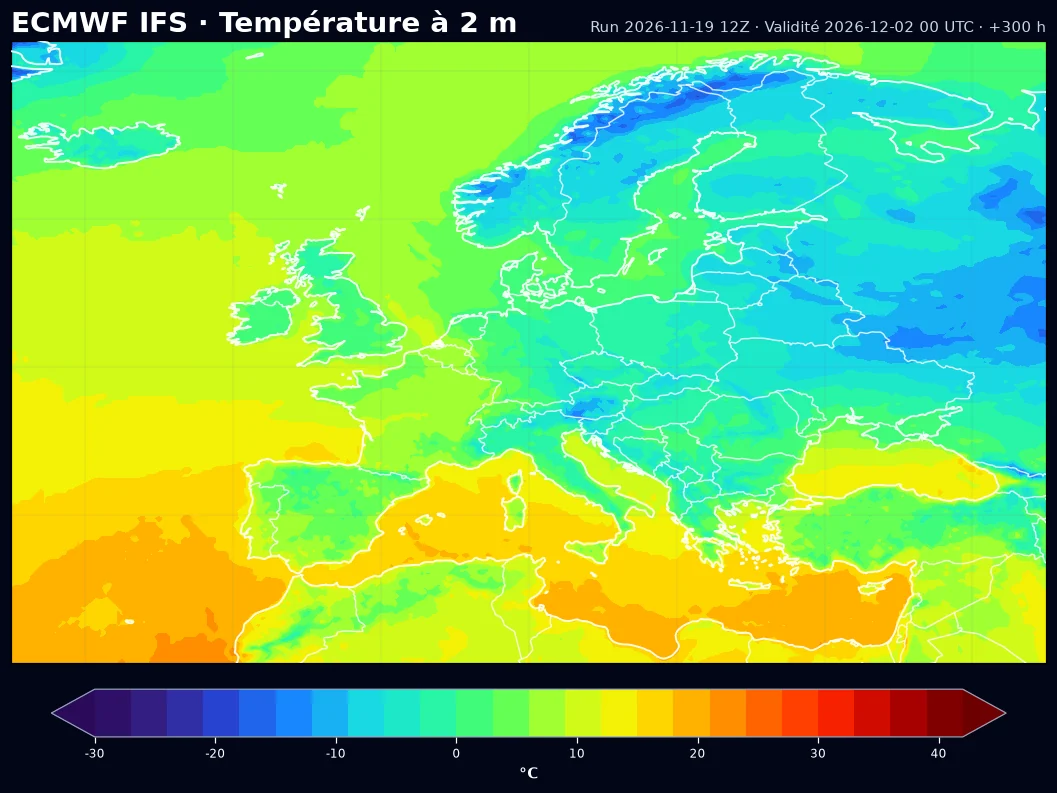 ECMWF IFS · Température à 2 m
Run 2026-11-19 12Z · Validité 2026-12-02 00 UTC · +300 h
-30 -20 -10 0 10 20 30 40
°C